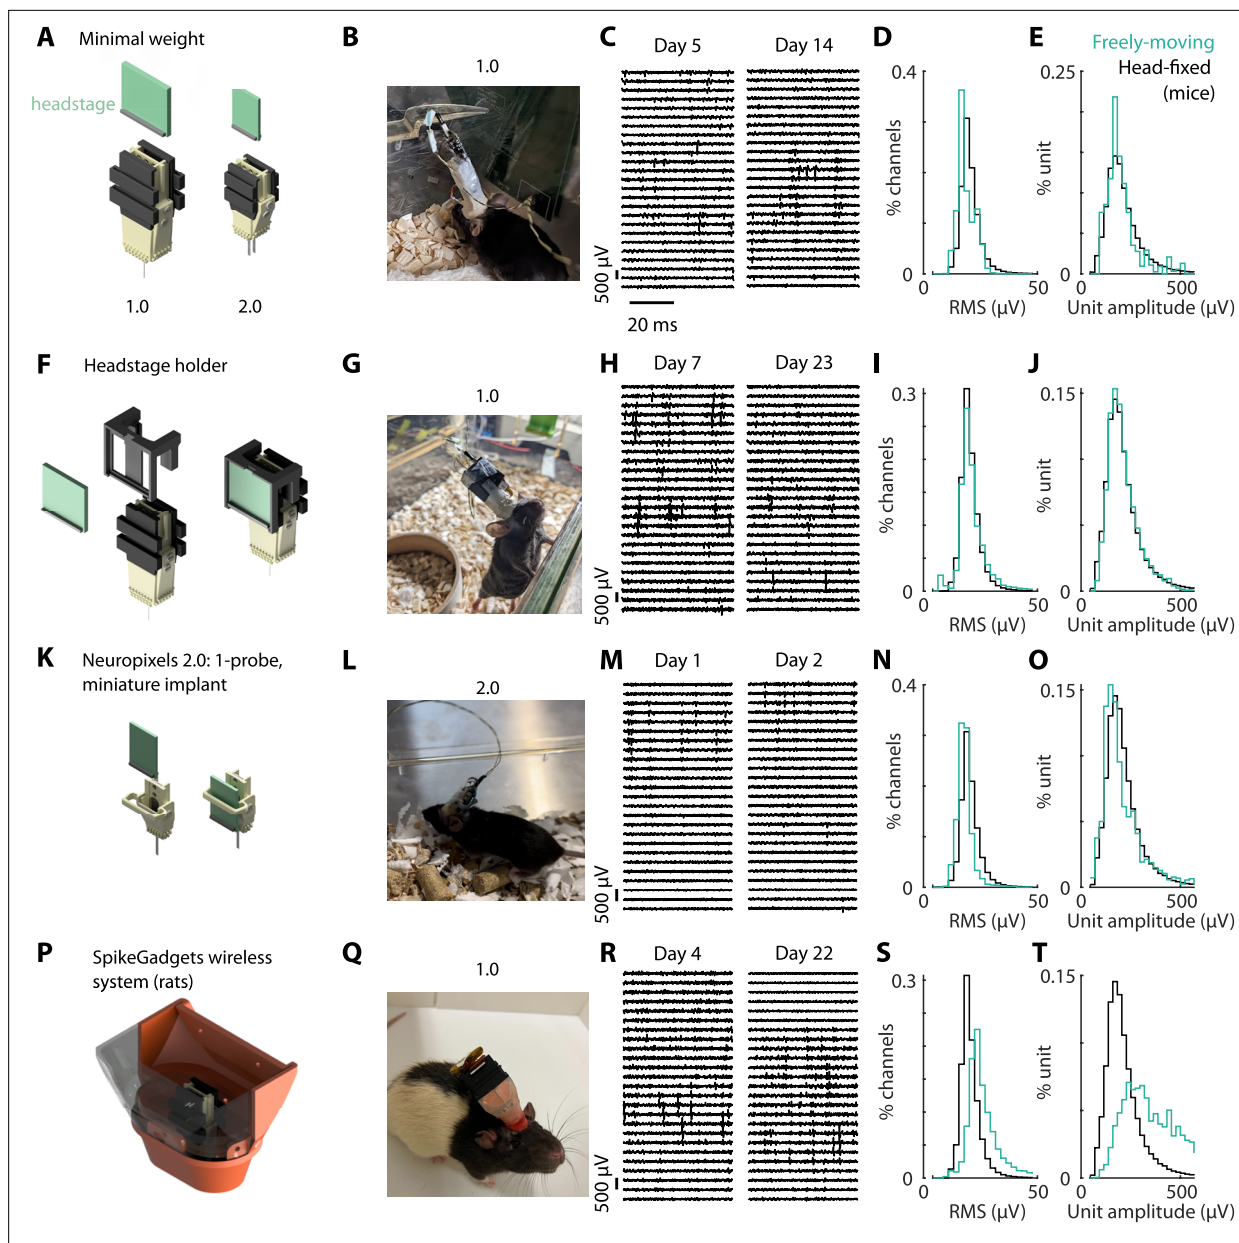 A Minimal weight
headstage
1.0 2.0
B
1.0
C Day 5 Day 14
500 µV
20 ms
D
0.4
% channels
0
0 50
RMS (µV)
E Freely-moving
Head-fixed
(mice)
0.25
% unit
0
500
Unit amplitude (µV)
F Headstage holder
G
1.0
H Day 7 Day 23
500 µV
I
0.3
% channels
0
0 50
RMS (µV)
J
0.15
% unit
0
500
Unit amplitude (µV)
K Neuropixels 2.0: 1-probe,
miniature implant
L
2.0
M Day 1 Day 2
500 µV
N
0.4
% channels
0
0 50
RMS (µV)
O
0.15
% unit
0
500
Unit amplitude (µV)
P SpikeGadgets wireless
system (rats)
Q
1.0
R Day 4 Day 22
500 µV
S
0.3
% channels
0
0 50
RMS (µV)
T
0.15
% unit
0
500
Unit amplitude (µV)